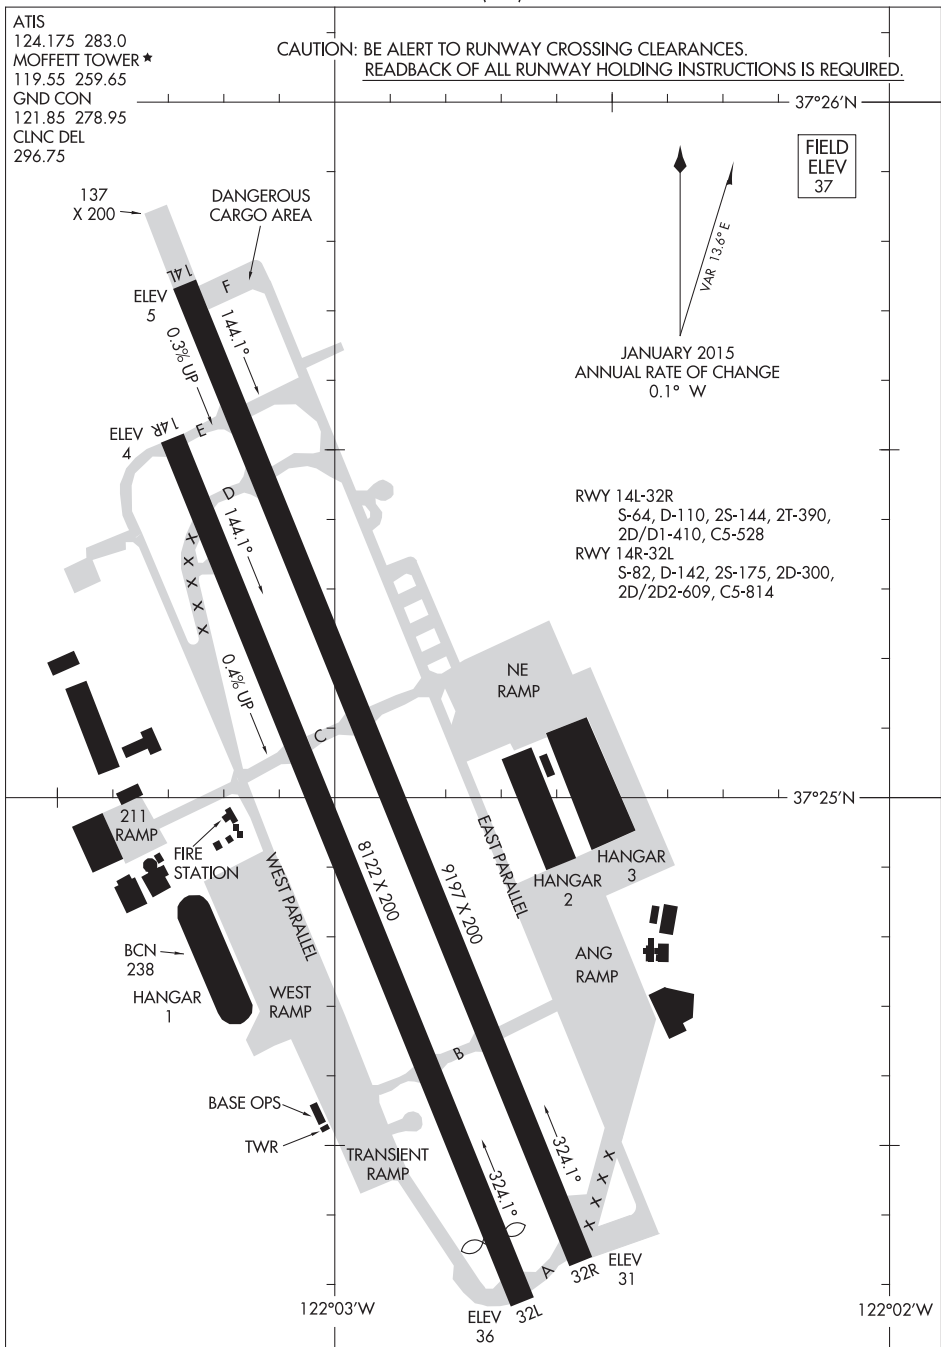 ATIS
124.175 283.0
MOFFETT TOWER ★
119.55 259.65
GND CON
121.85 278.95
CLNC DEL
296.75
CAUTION: BE ALERT TO RUNWAY CROSSING CLEARANCES.
READBACK OF ALL RUNWAY HOLDING INSTRUCTIONS IS REQUIRED.
37°26'N
FIELD
ELEV
37
137
X 200
DANGEROUS
CARGO AREA
VAR 13.6° E
JANUARY 2015
ANNUAL RATE OF CHANGE
0.1° W
14L
F
ELEV
5
144.1°
0.3% UP
14R
E
ELEV
4
D
144.1°
X X X X X
RWY 14L-32R
S-64, D-110, 2S-144, 2T-390,
2D/D1-410, C5-528
RWY 14R-32L
S-82, D-142, 2S-175, 2D-300,
2D/2D2-609, C5-814
0.4% UP
NE
RAMP
C
37°25'N
211
RAMP
FIRE
STATION
WEST PARALLEL
8122 X 200
9197 X 200
EAST PARALLEL
HANGAR
2
HANGAR
3
BCN
238
HANGAR
1
WEST
RAMP
ANG
RAMP
B
BASE OPS
TWR
TRANSIENT
RAMP
324.1°
324.1°
X X X X
A
32R
ELEV
31
32L
ELEV
36
122°03'W
122°02'W